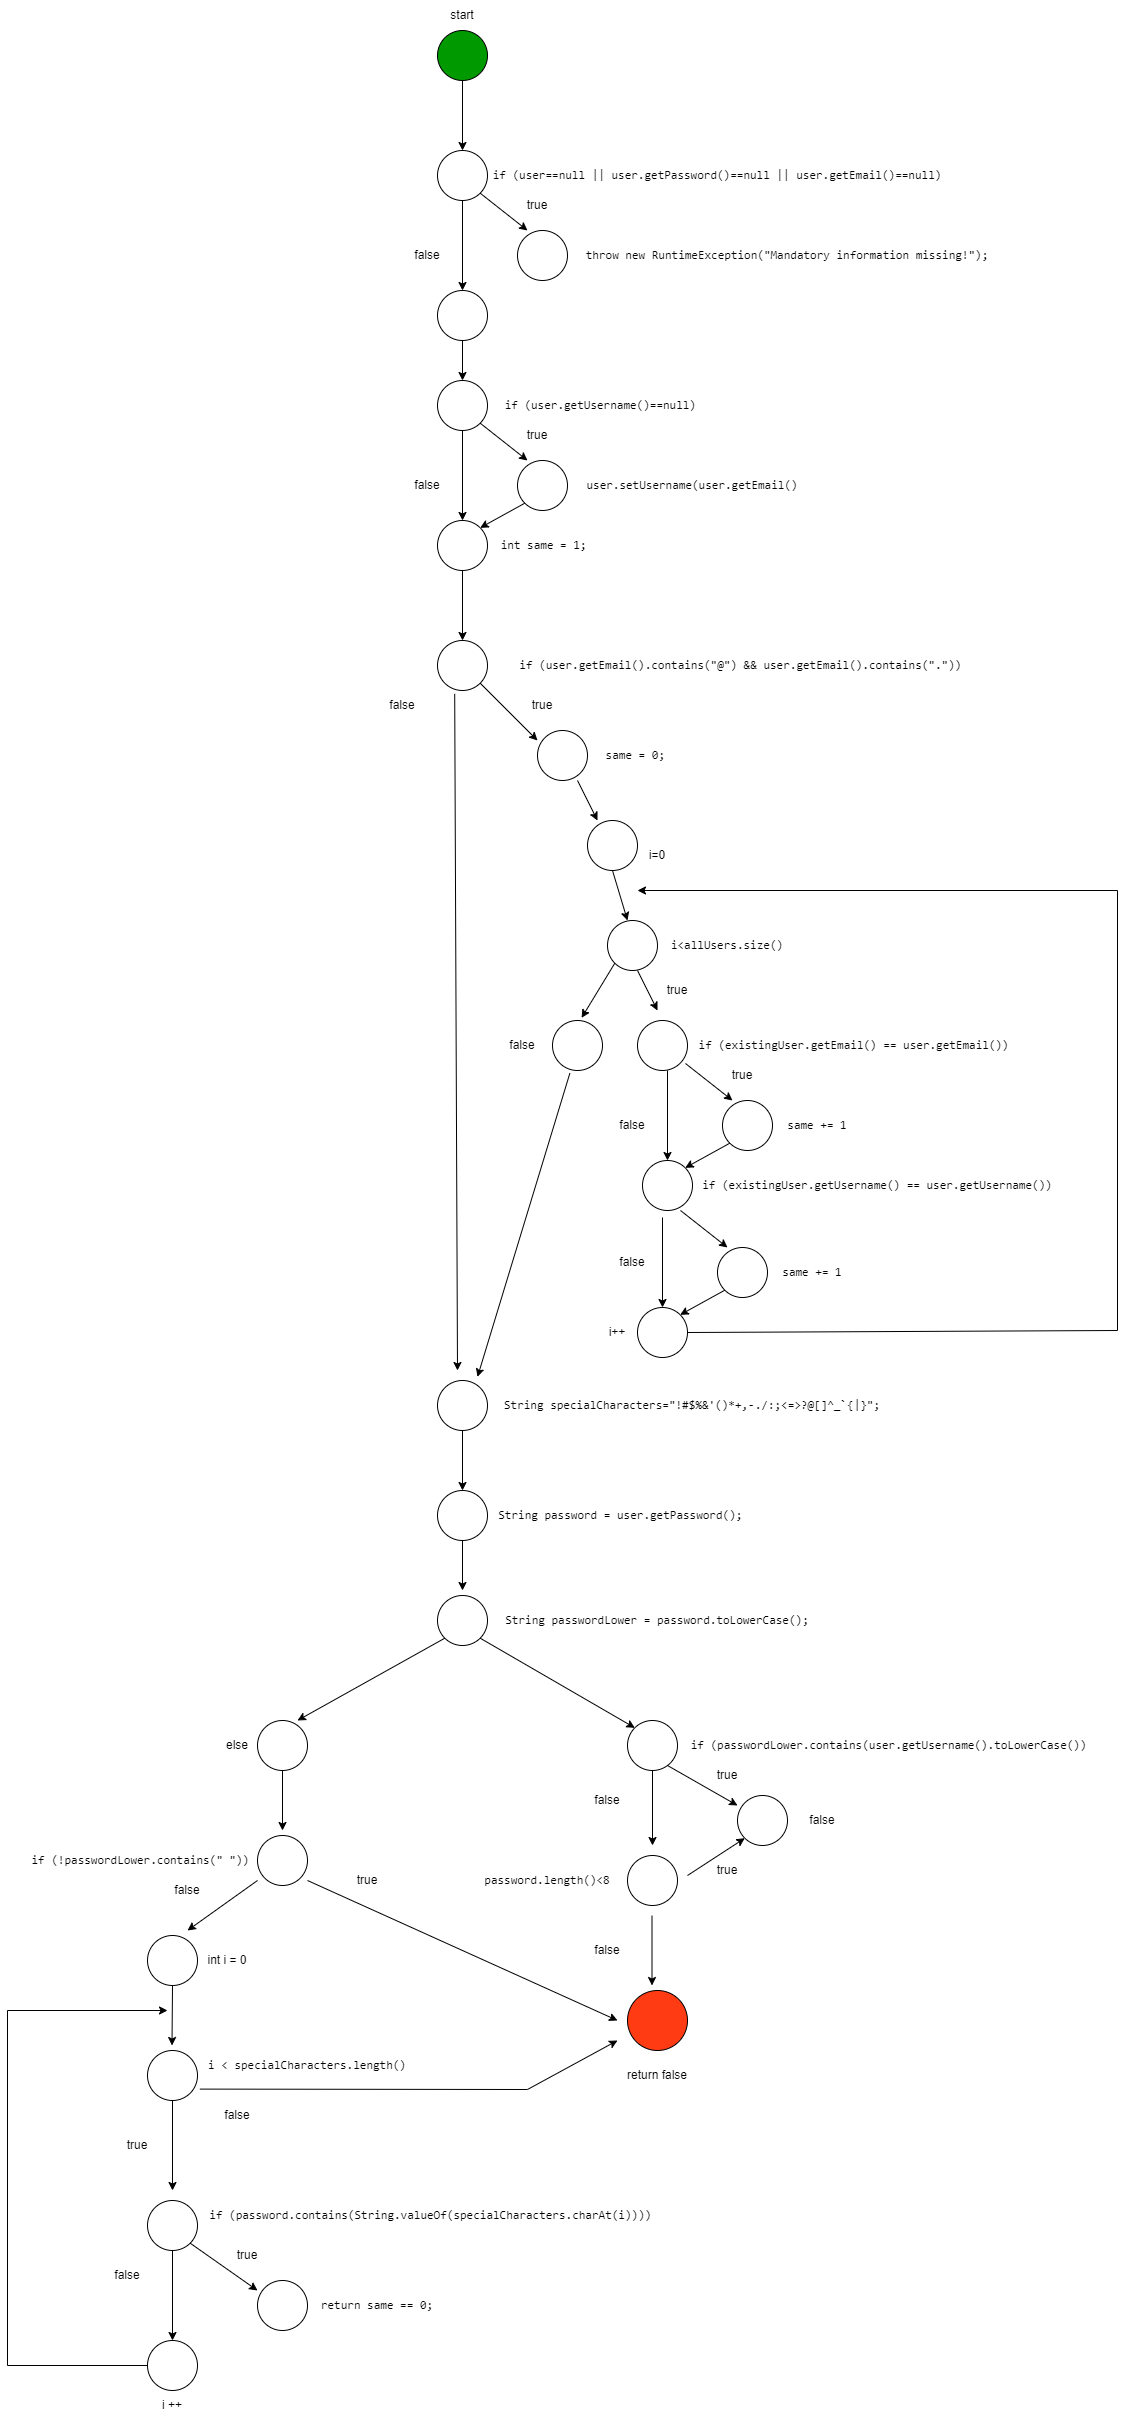 start
if (user==null || user.getPassword()==null || user.getEmail()==null)
true
false
throw new RuntimeException("Mandatory information missing!");
if (user.getUsername()==null)
true
false
user.setUsername(user.getEmail()
int same = 1;
if (user.getEmail().contains("@") && user.getEmail().contains("."))
false
true
same = 0;
i=0
i<allUsers.size()
true
false
if (existingUser.getEmail() == user.getEmail())
true
false
same += 1
if (existingUser.getUsername() == user.getUsername())
false
same += 1
i++
String specialCharacters="!#$%&'()*+,-./:;<=>?@[]^_`{|}";
String password = user.getPassword();
String passwordLower = password.toLowerCase();
else
if (passwordLower.contains(user.getUsername().toLowerCase())
true
false
false
if (!passwordLower.contains(" "))
true
password.length()<8
true
false
false
int i = 0
i < specialCharacters.length()
return false
false
true
if (password.contains(String.valueOf(specialCharacters.charAt(i))))
true
false
return same == 0;
i ++